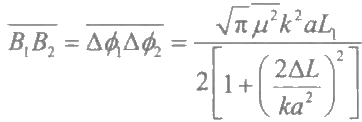 $$\overline{B_1 B_2} = \overline{\Delta\phi_1 \Delta\phi_2} = \frac{\sqrt{\pi}\,\overline{\mu^2} k^2 a L_1}{2\left[1+\left(\frac{2\Delta L}{ka^2}\right)^2\right]}$$